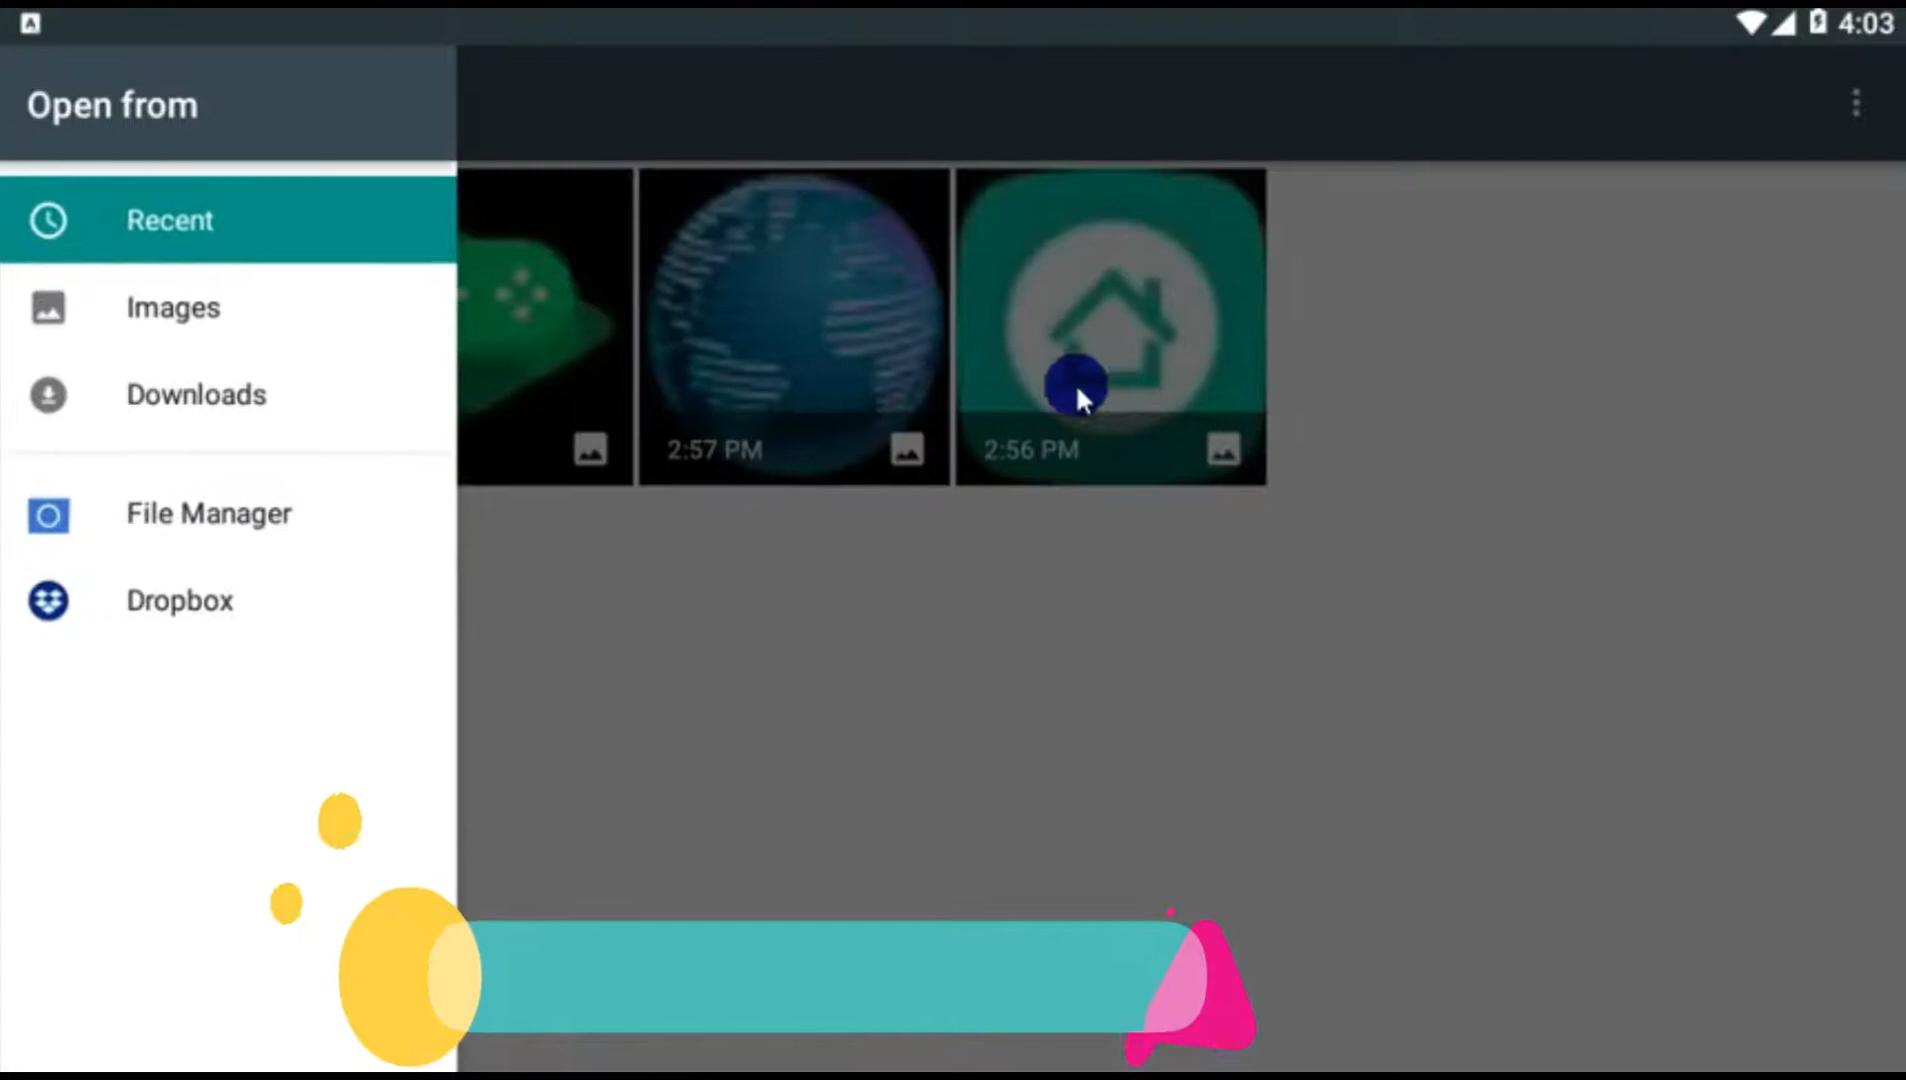 4:03
Open from
Recent
Images
Downloads
File Manager
Dropbox
2:57 PM
2:56 PM